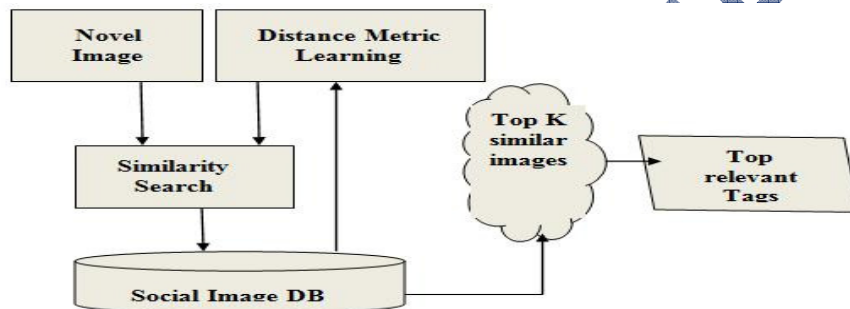 Novel
Image
Distance Metric
Learning
Similarity
Search
Social Image DB
Top K
similar
images
Top
relevant
Tags